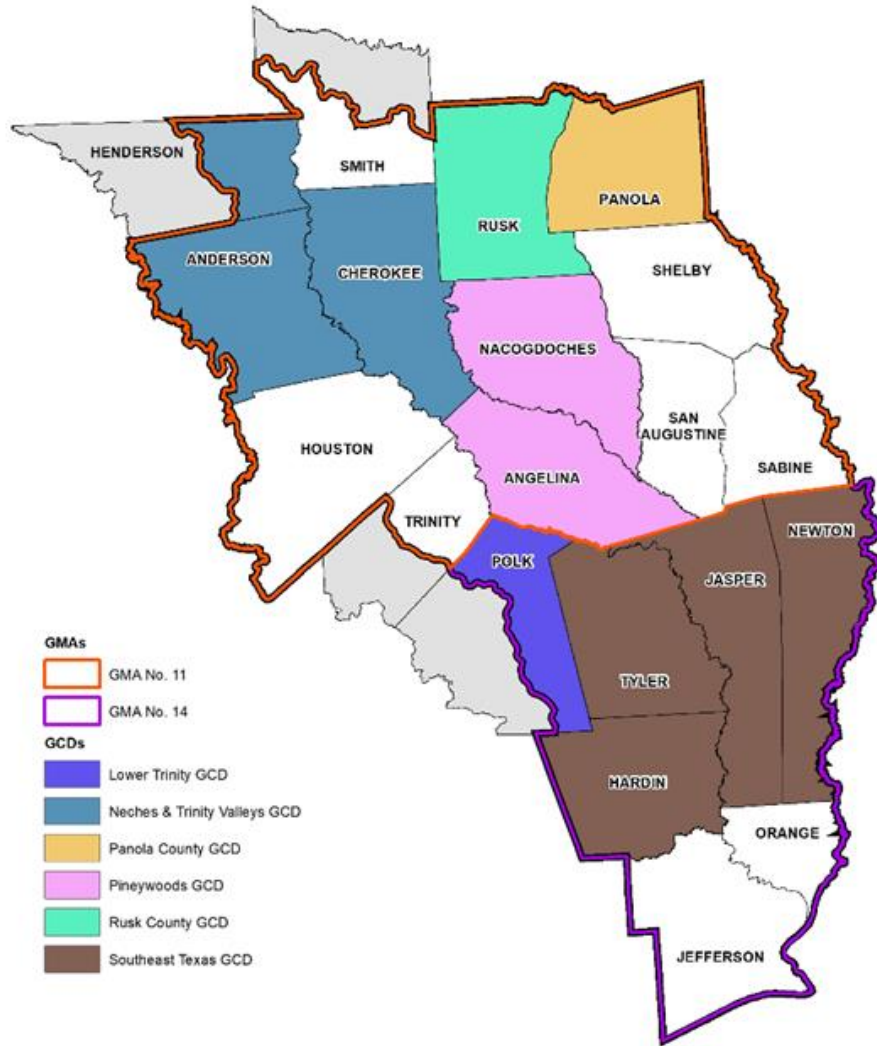 HENDERSON
SMITH
PANOLA
RUSK
ANDERSON
CHEROKEE
SHELBY
NACOGDOCHES
SAN
AUGUSTINE
HOUSTON
SABINE
ANGELINA
TRINITY
NEWTON
POLK
JASPER
TYLER
HARDIN
ORANGE
JEFFERSON
GMAs
GMA No. 11
GMA No. 14
GCDs
Lower Trinity GCD
Neches & Trinity Valleys GCD
Panola County GCD
Pineywoods GCD
Rusk County GCD
Southeast Texas GCD